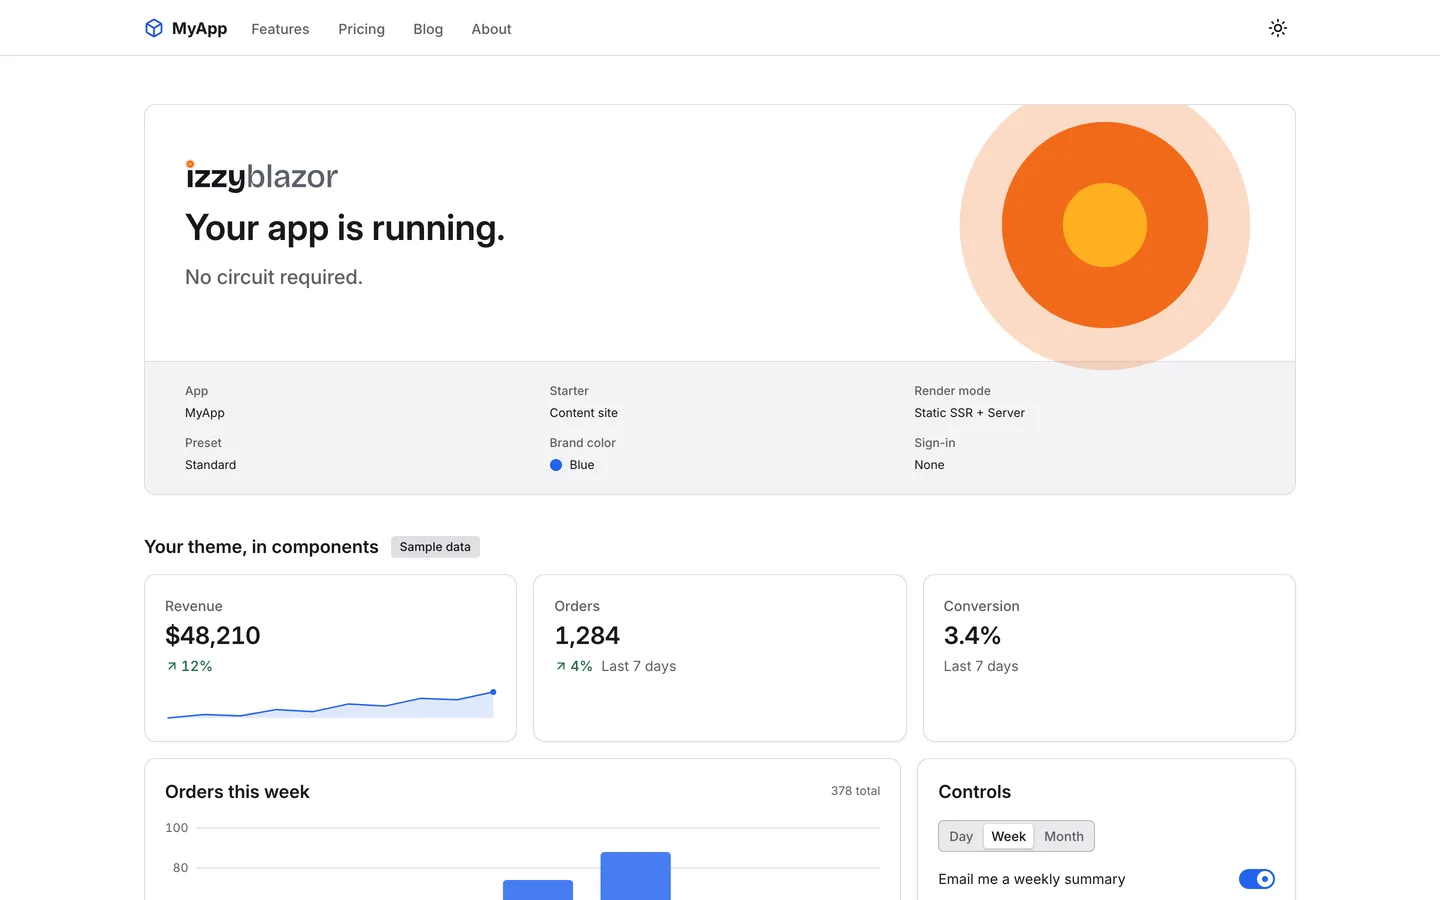 MyApp Features Pricing Blog About
izzyblazor
Your app is running.
No circuit required.
App Starter Render mode
MyApp Content site Static SSR + Server
Preset Brand color Sign-in
Standard Blue None
Your theme, in components Sample data
Revenue Orders Conversion
$48,210 1,284 3.4%
12% 4% Last 7 days Last 7 days
Orders this week 378 total Controls
100
80
Day Week Month
Email me a weekly summary